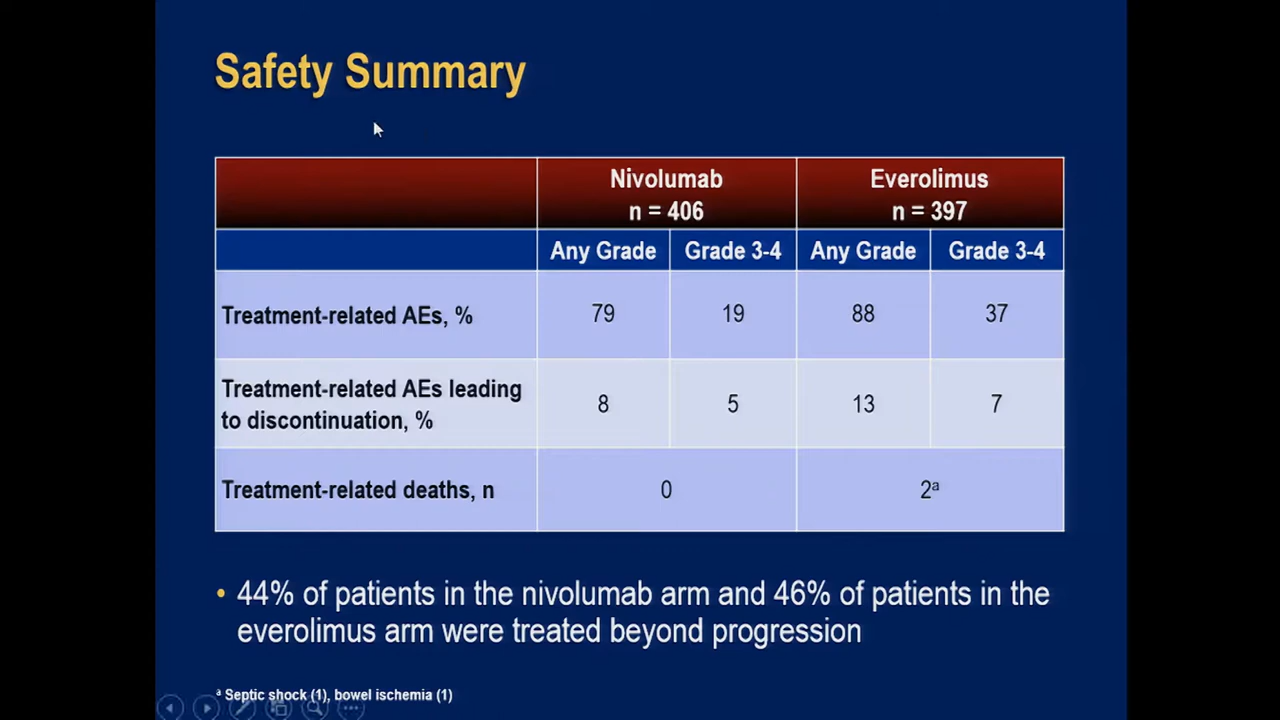 Safety Summary
Nivolumab Everolimus
n = 406 n = 397
Any Grade Grade 3-4 Any Grade Grade 3-4
Treatment-related AEs, % 79 19 88 37
Treatment-related AEs leading
to discontinuation, % 8 5 13 7
Treatment-related deaths, n 0 2ᵃ
• 44% of patients in the nivolumab arm and 46% of patients in the
everolimus arm were treated beyond progression
ᵃ Septic shock (1), bowel ischemia (1)